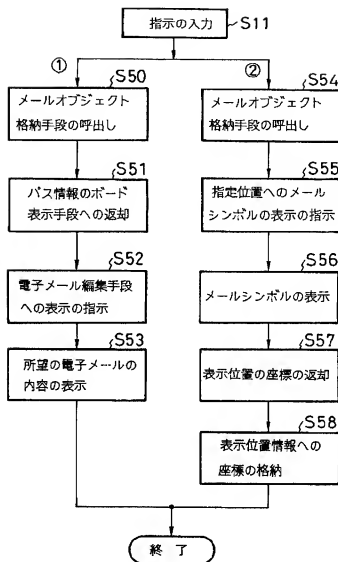 指示の入力
S11
①
S50
メールオブジェクト
格納手段の呼出し
S51
パス情報のボード
表示手段への返却
S52
電子メール編集手段
への表示の指示
S53
所望の電子メールの
内容の表示
②
S54
メールオブジェクト
格納手段の呼出し
S55
指定位置へのメール
シンボルの表示の指示
S56
メールシンボルの表示
S57
表示位置の座標の返却
S58
表示位置情報への
座標の格納
終了